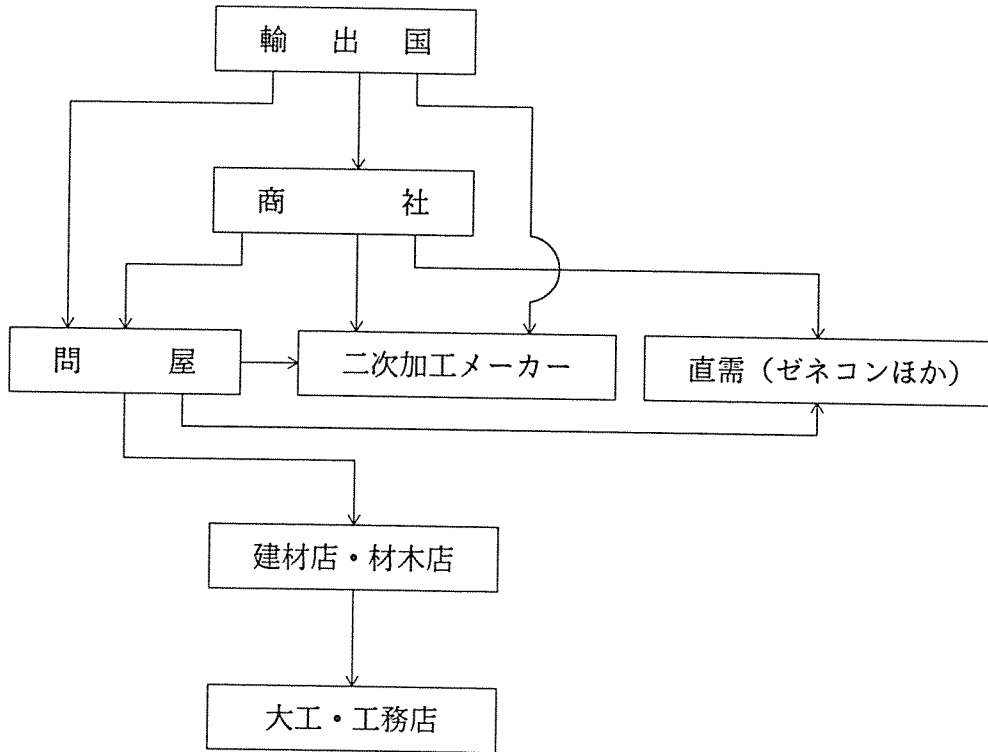 輸出国
商社
問屋
二次加工メーカー
直需（ゼネコンほか）
建材店・材木店
大工・工務店